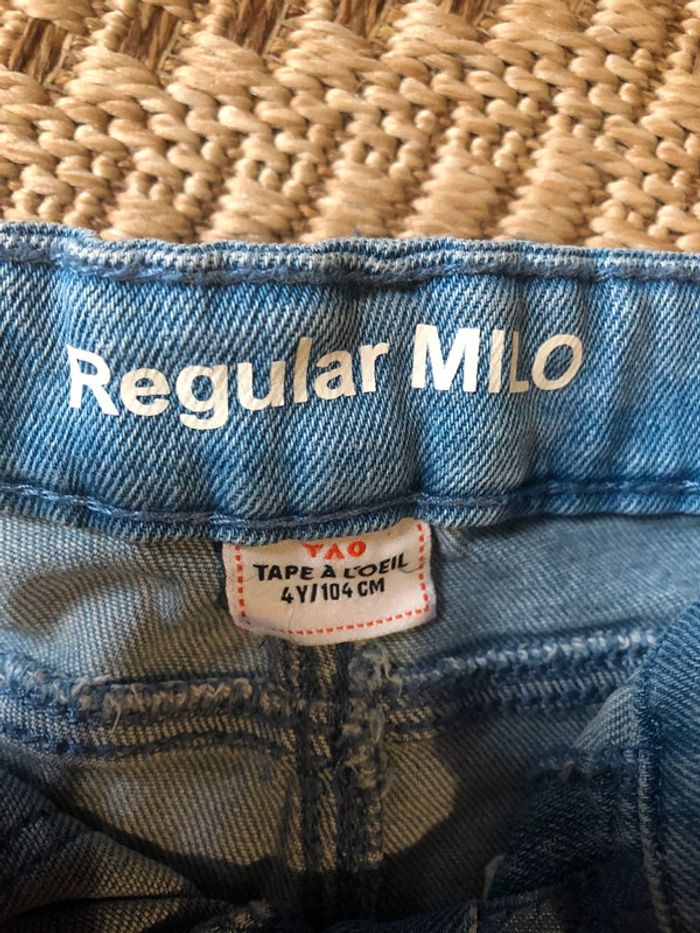 Regular MILO
TAO
TAPE À L'OEIL
4Y/104 CM